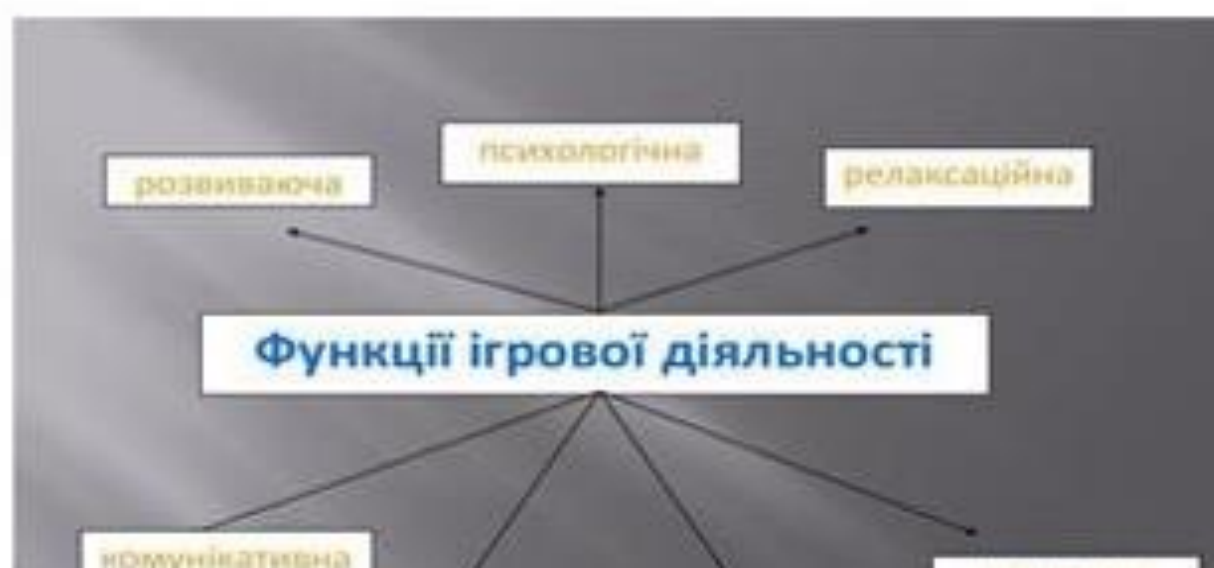 психологічна
розвиваюча
релаксаційна
Функції ігрової діяльності
комунікативна